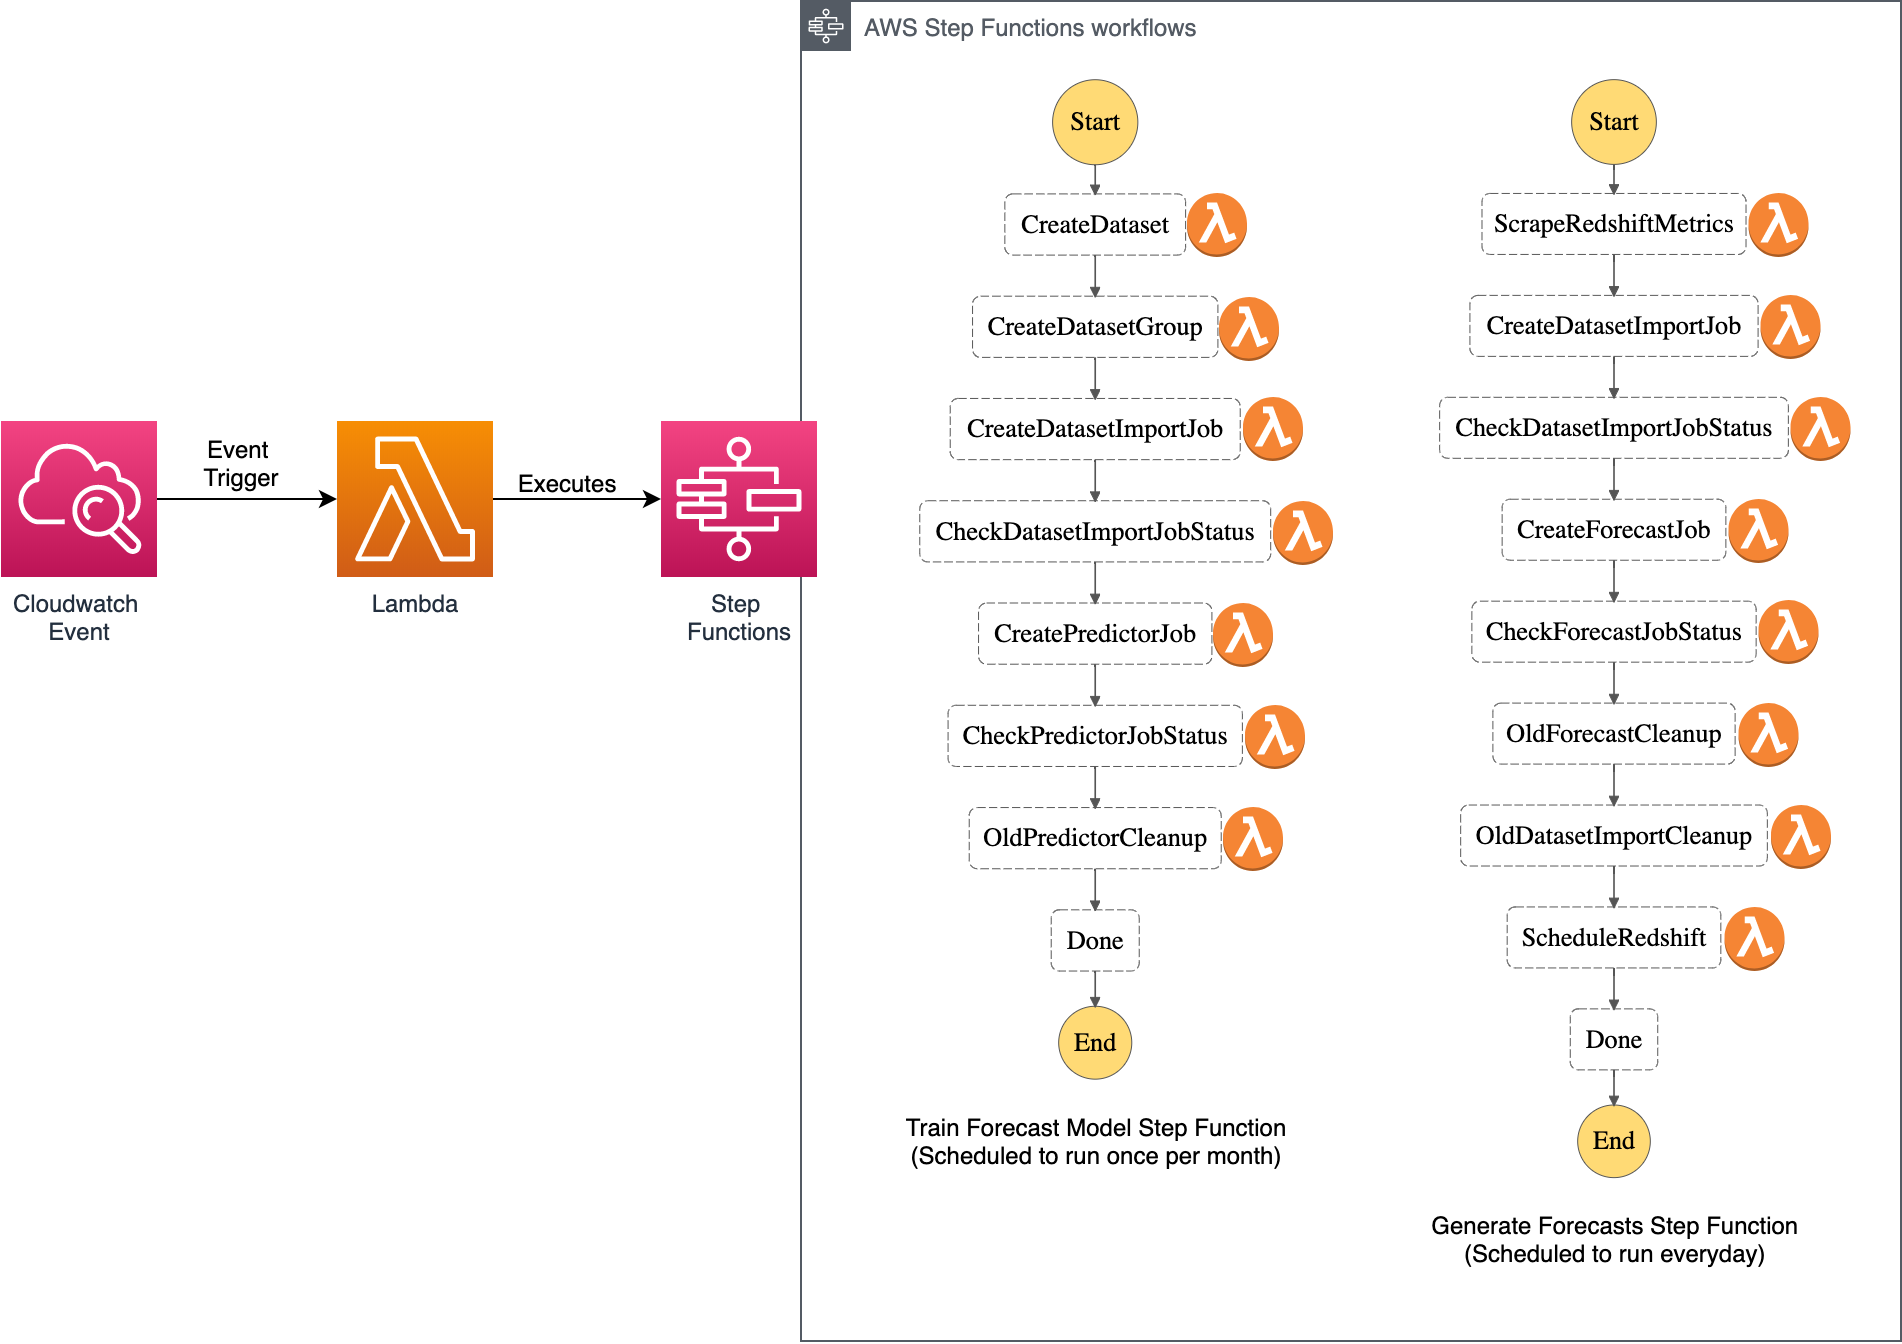 AWS Step Functions workflows
Event
Trigger
Executes
Cloudwatch
Event
Lambda
Step
Functions
Start
CreateDataset
CreateDatasetGroup
CreateDatasetImportJob
CheckDatasetImportJobStatus
CreatePredictorJob
CheckPredictorJobStatus
OldPredictorCleanup
Done
End
Train Forecast Model Step Function
(Scheduled to run once per month)
Start
ScrapeRedshiftMetrics
CreateDatasetImportJob
CheckDatasetImportJobStatus
CreateForecastJob
CheckForecastJobStatus
OldForecastCleanup
OldDatasetImportCleanup
ScheduleRedshift
Done
End
Generate Forecasts Step Function
(Scheduled to run everyday)